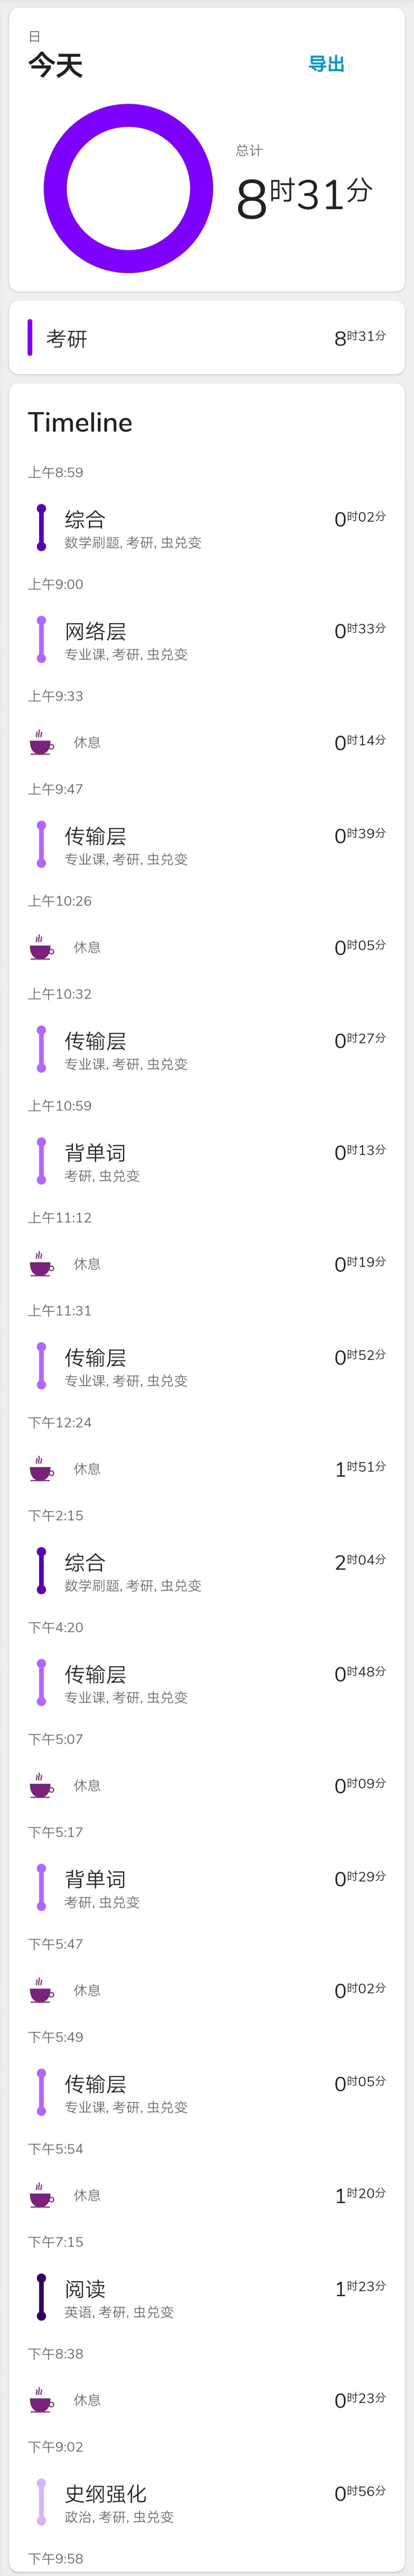 日
今天
导出
总计
8时31分
考研
8时31分
Timeline
上午8:59
综合
0时02分
数学刷题, 考研, 虫兑变
上午9:00
网络层
0时33分
专业课, 考研, 虫兑变
上午9:33
休息
0时14分
上午9:47
传输层
0时39分
专业课, 考研, 虫兑变
上午10:26
休息
0时05分
上午10:32
传输层
0时27分
专业课, 考研, 虫兑变
上午10:59
背单词
0时13分
考研, 虫兑变
上午11:12
休息
0时19分
上午11:31
传输层
0时52分
专业课, 考研, 虫兑变
下午12:24
休息
1时51分
下午2:15
综合
2时04分
数学刷题, 考研, 虫兑变
下午4:20
传输层
0时48分
专业课, 考研, 虫兑变
下午5:07
休息
0时09分
下午5:17
背单词
0时29分
考研, 虫兑变
下午5:47
休息
0时02分
下午5:49
传输层
0时05分
专业课, 考研, 虫兑变
下午5:54
休息
1时20分
下午7:15
阅读
1时23分
英语, 考研, 虫兑变
下午8:38
休息
0时23分
下午9:02
史纲强化
0时56分
政治, 考研, 虫兑变
下午9:58